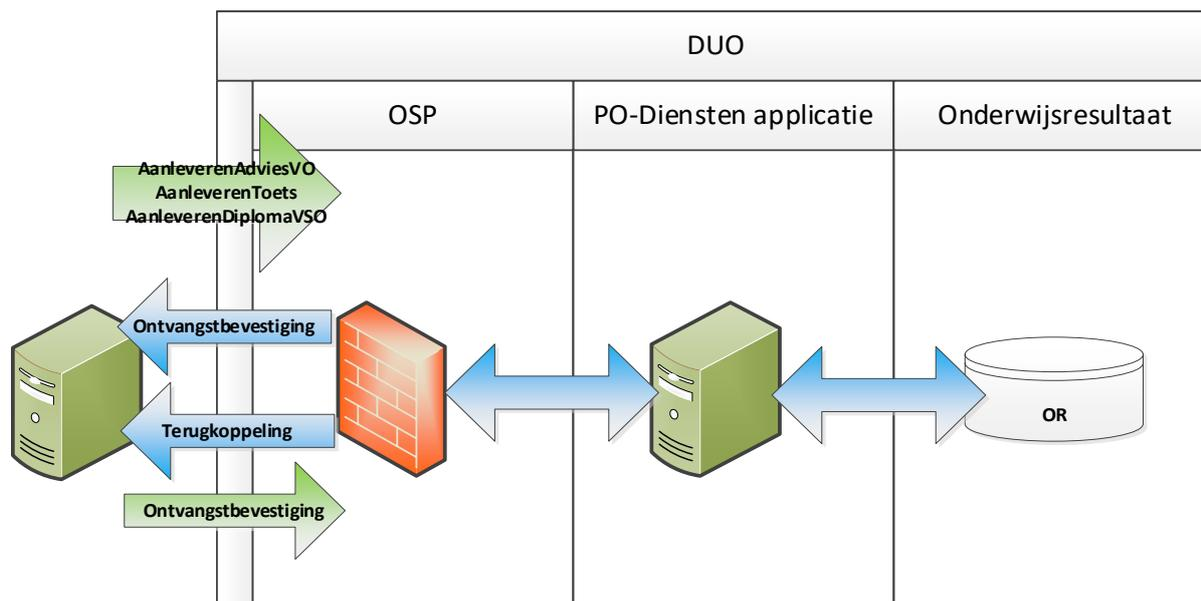 DUO
OSP
PO-Diensten applicatie
Onderwijsresultaat
AanleverenAdviesVO
AanleverenToets
AanleverenDiplomaVSO
Ontvangstbevestiging
Terugkoppeling
OR
Ontvangstbevestiging